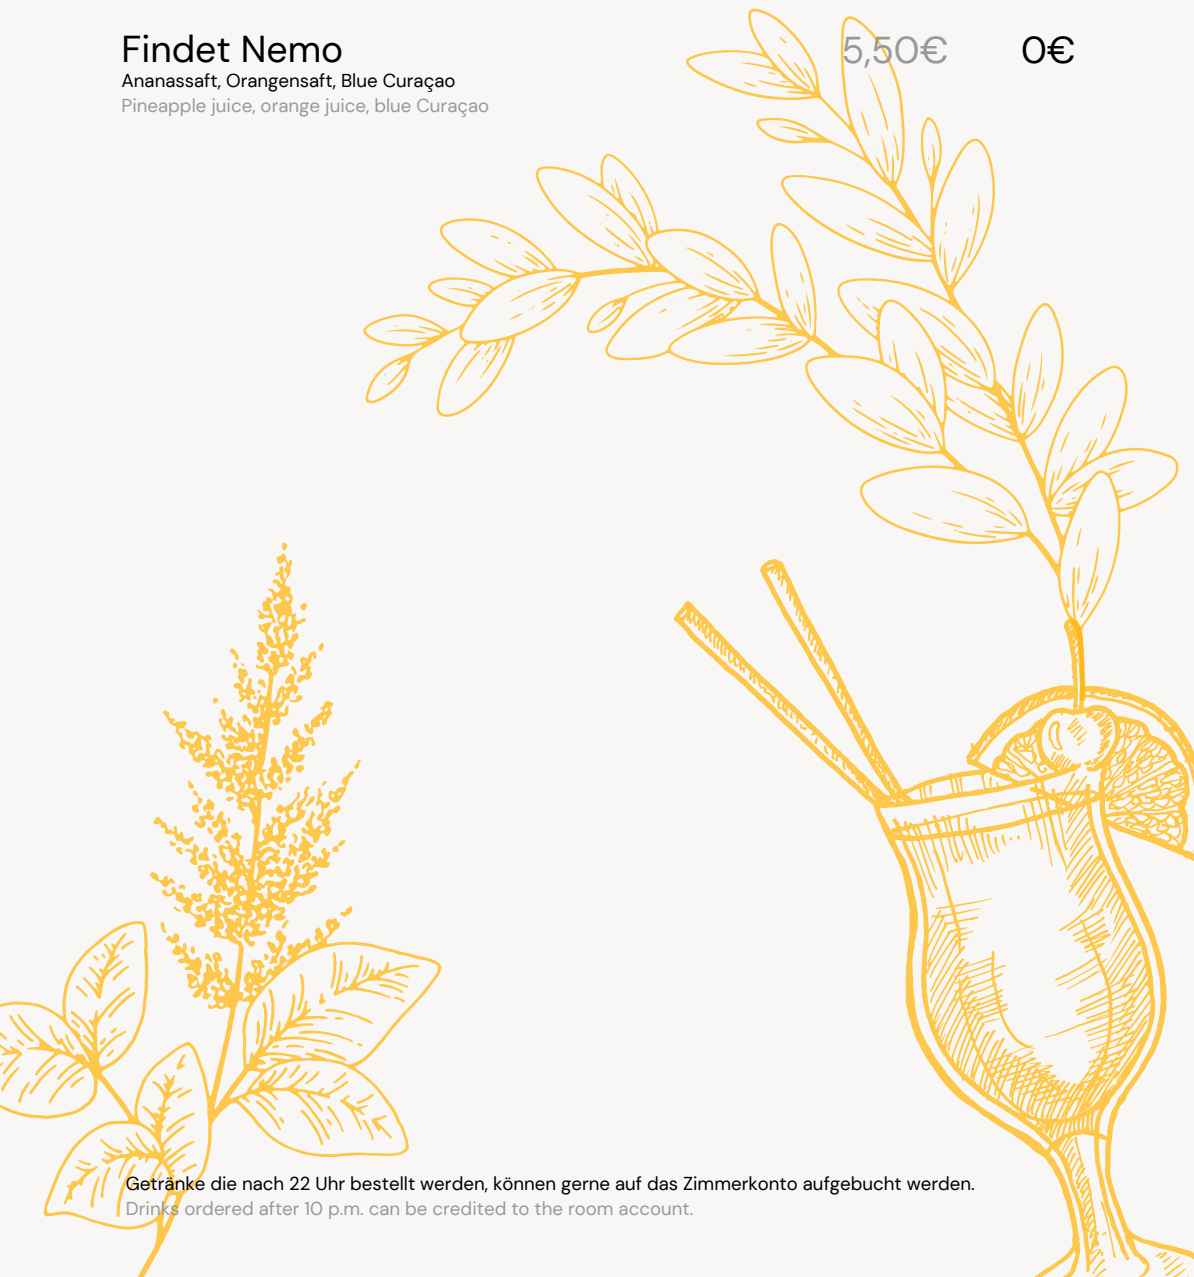 Findet Nemo 5,50€ 0€
Ananassaft, Orangensaft, Blue Curaçao
Pineapple juice, orange juice, blue Curaçao
Getränke die nach 22 Uhr bestellt werden, können gerne auf das Zimmerkonto aufgebucht werden.
Drinks ordered after 10 p.m. can be credited to the room account.